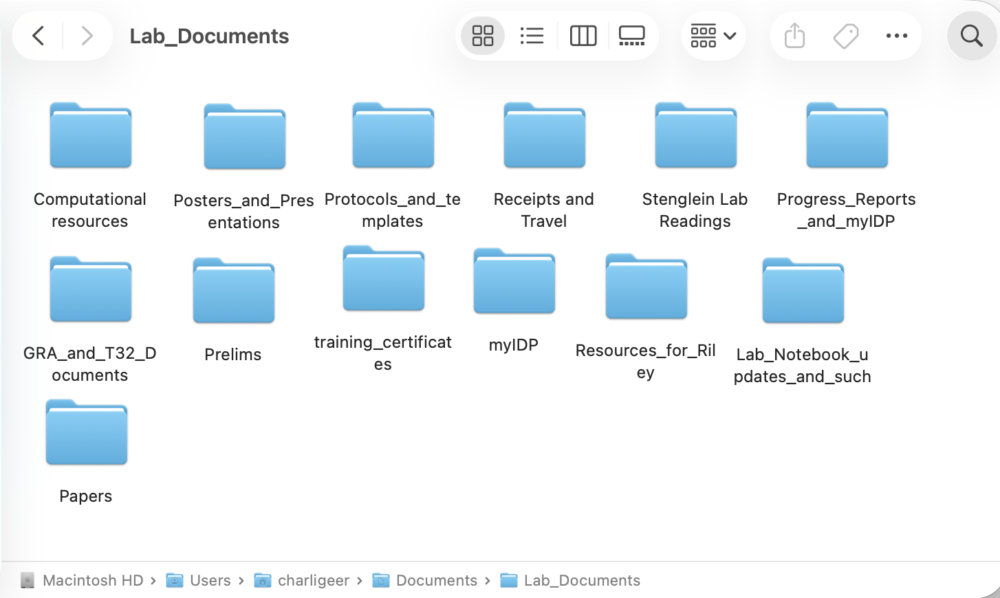 Lab_Documents
Computational
resources
Posters_and_Pres
entations
Protocols_and_te
mplates
Receipts and
Travel
Stenglein Lab
Readings
Progress_Reports
_and_myIDP
GRA_and_T32_D
ocuments
Prelims
training_certificat
es
myIDP
Resources_for_Ril
ey
Lab_Notebook_u
pdates_and_such
Papers
Macintosh HD › Users › charligeer › Documents › Lab_Documents